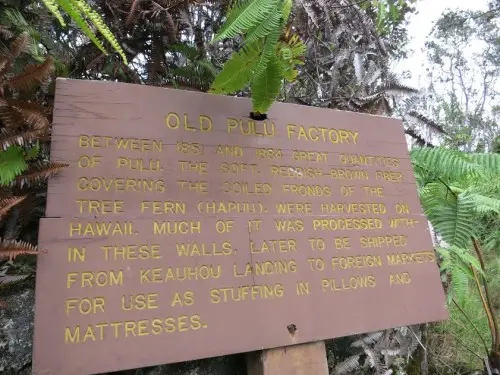 OLD PULU FACTORY
BETWEEN 1851 AND 1884 GREAT QUANTITIES
OF PULU, THE SOFT, REDDISH-BROWN FIBER
COVERING THE COILED FRONDS OF THE
TREE FERN (HAPUU), WERE HARVESTED ON
HAWAII. MUCH OF IT WAS PROCESSED WITH-
IN THESE WALLS, LATER TO BE SHIPPED
FROM KEAUHOU LANDING TO FOREIGN MARKETS
FOR USE AS STUFFING IN PILLOWS AND
MATTRESSES.